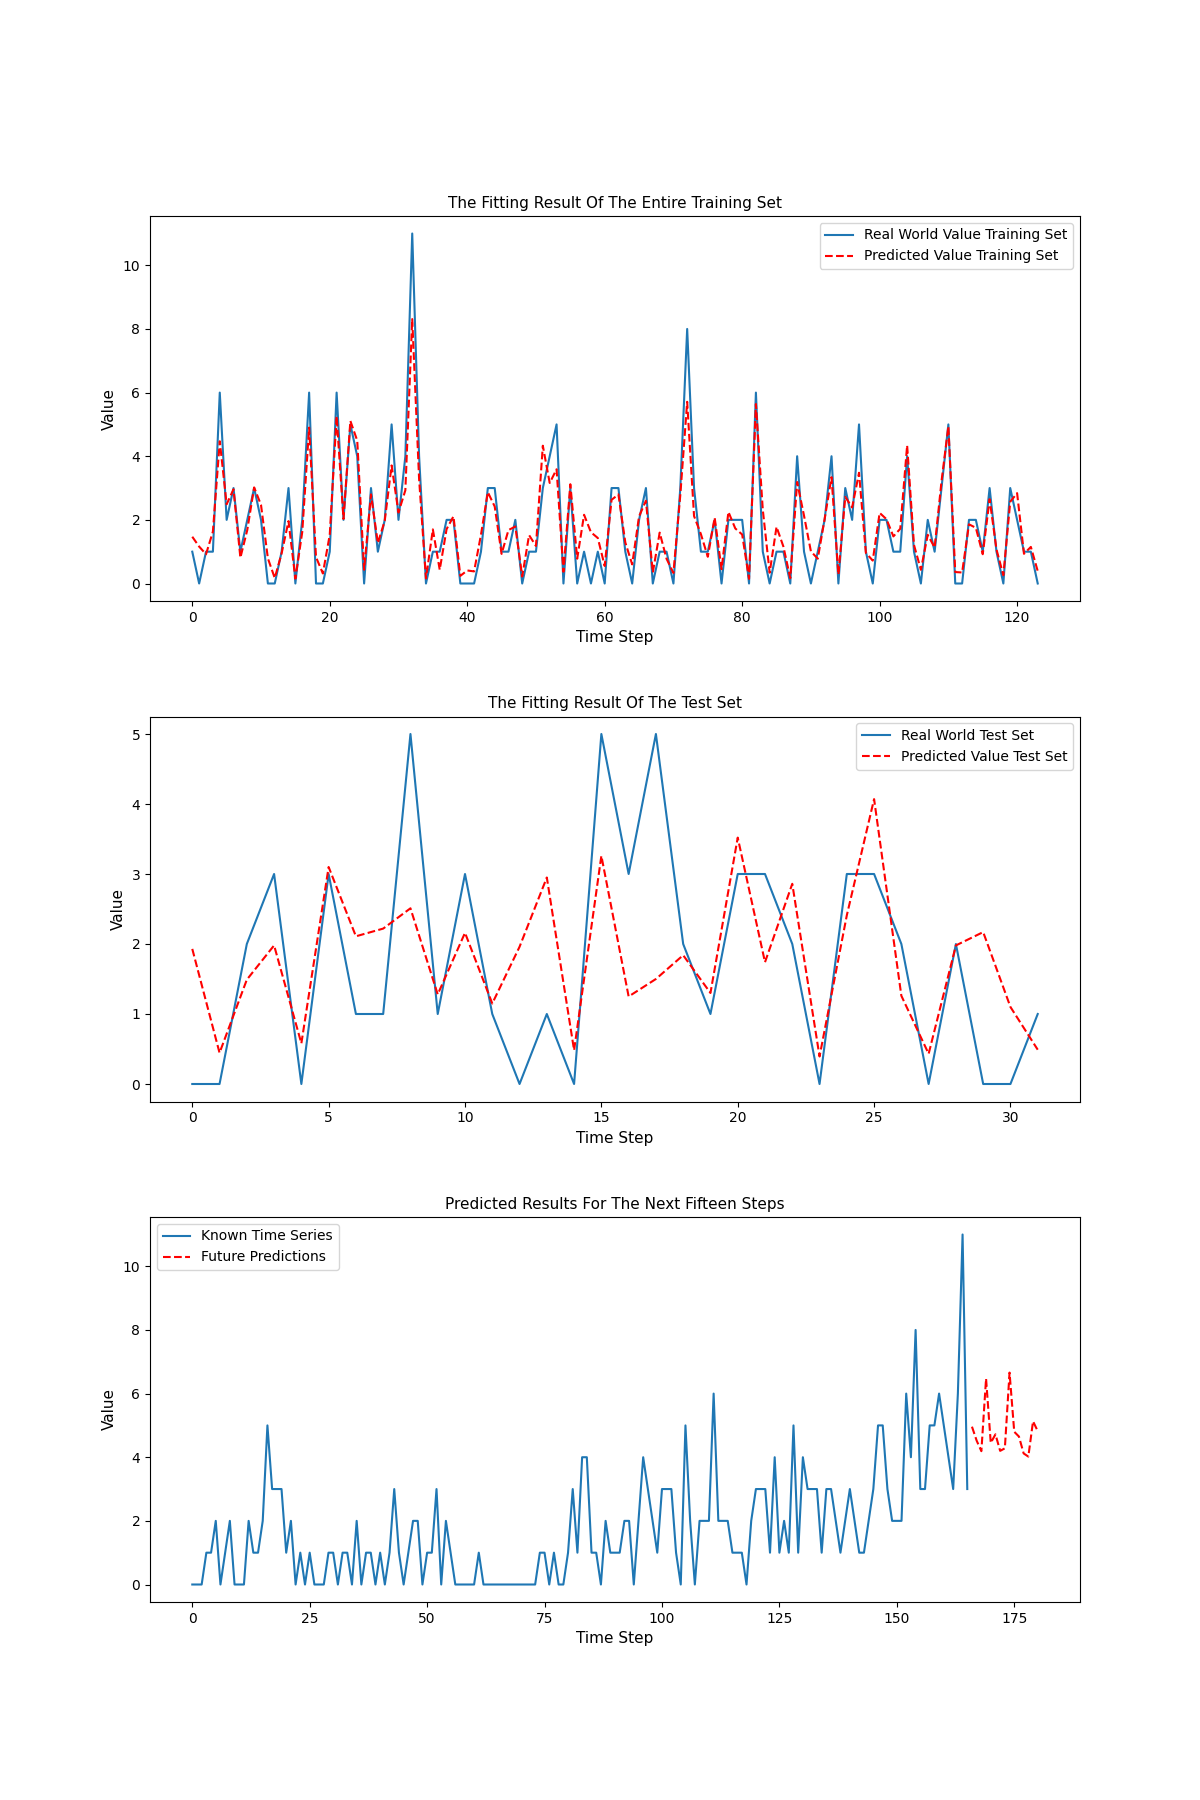 The Fitting Result Of The Entire Training Set
Real World Value Training Set
Predicted Value Training Set
10
8
6
4
2
0
Value
0 20 40 60 80 100 120
Time Step
The Fitting Result Of The Test Set
Real World Test Set
Predicted Value Test Set
5
4
3
2
1
0
Value
0 5 10 15 20 25 30
Time Step
Predicted Results For The Next Fifteen Steps
Known Time Series
Future Predictions
10
8
6
4
2
0
Value
0 25 50 75 100 125 150 175
Time Step